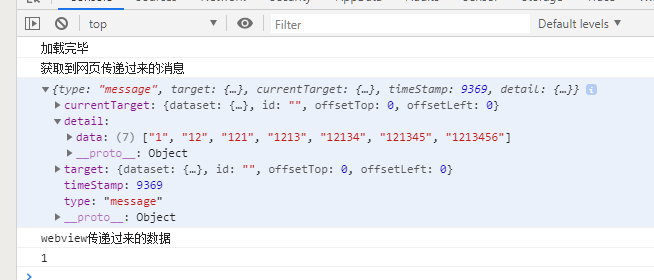 top
Filter
Default levels
加载完毕
获取到网页传递过来的消息
{type: "message", target: {…}, currentTarget: {…}, timeStamp: 9369, detail: {…}}
currentTarget: {dataset: {…}, id: "", offsetTop: 0, offsetLeft: 0}
detail:
data: (7) ["1", "12", "121", "1213", "12134", "121345", "1213456"]
__proto__: Object
target: {dataset: {…}, id: "", offsetTop: 0, offsetLeft: 0}
timeStamp: 9369
type: "message"
__proto__: Object
webview传递过来的数据
1